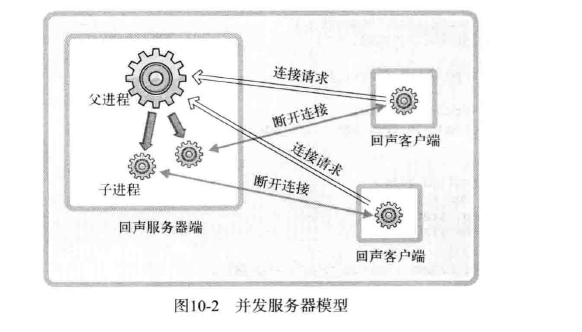 连接请求
父进程
断开连接
回声客户端
连接请求
子进程
断开连接
回声服务器端
回声客户端
图10-2 并发服务器模型